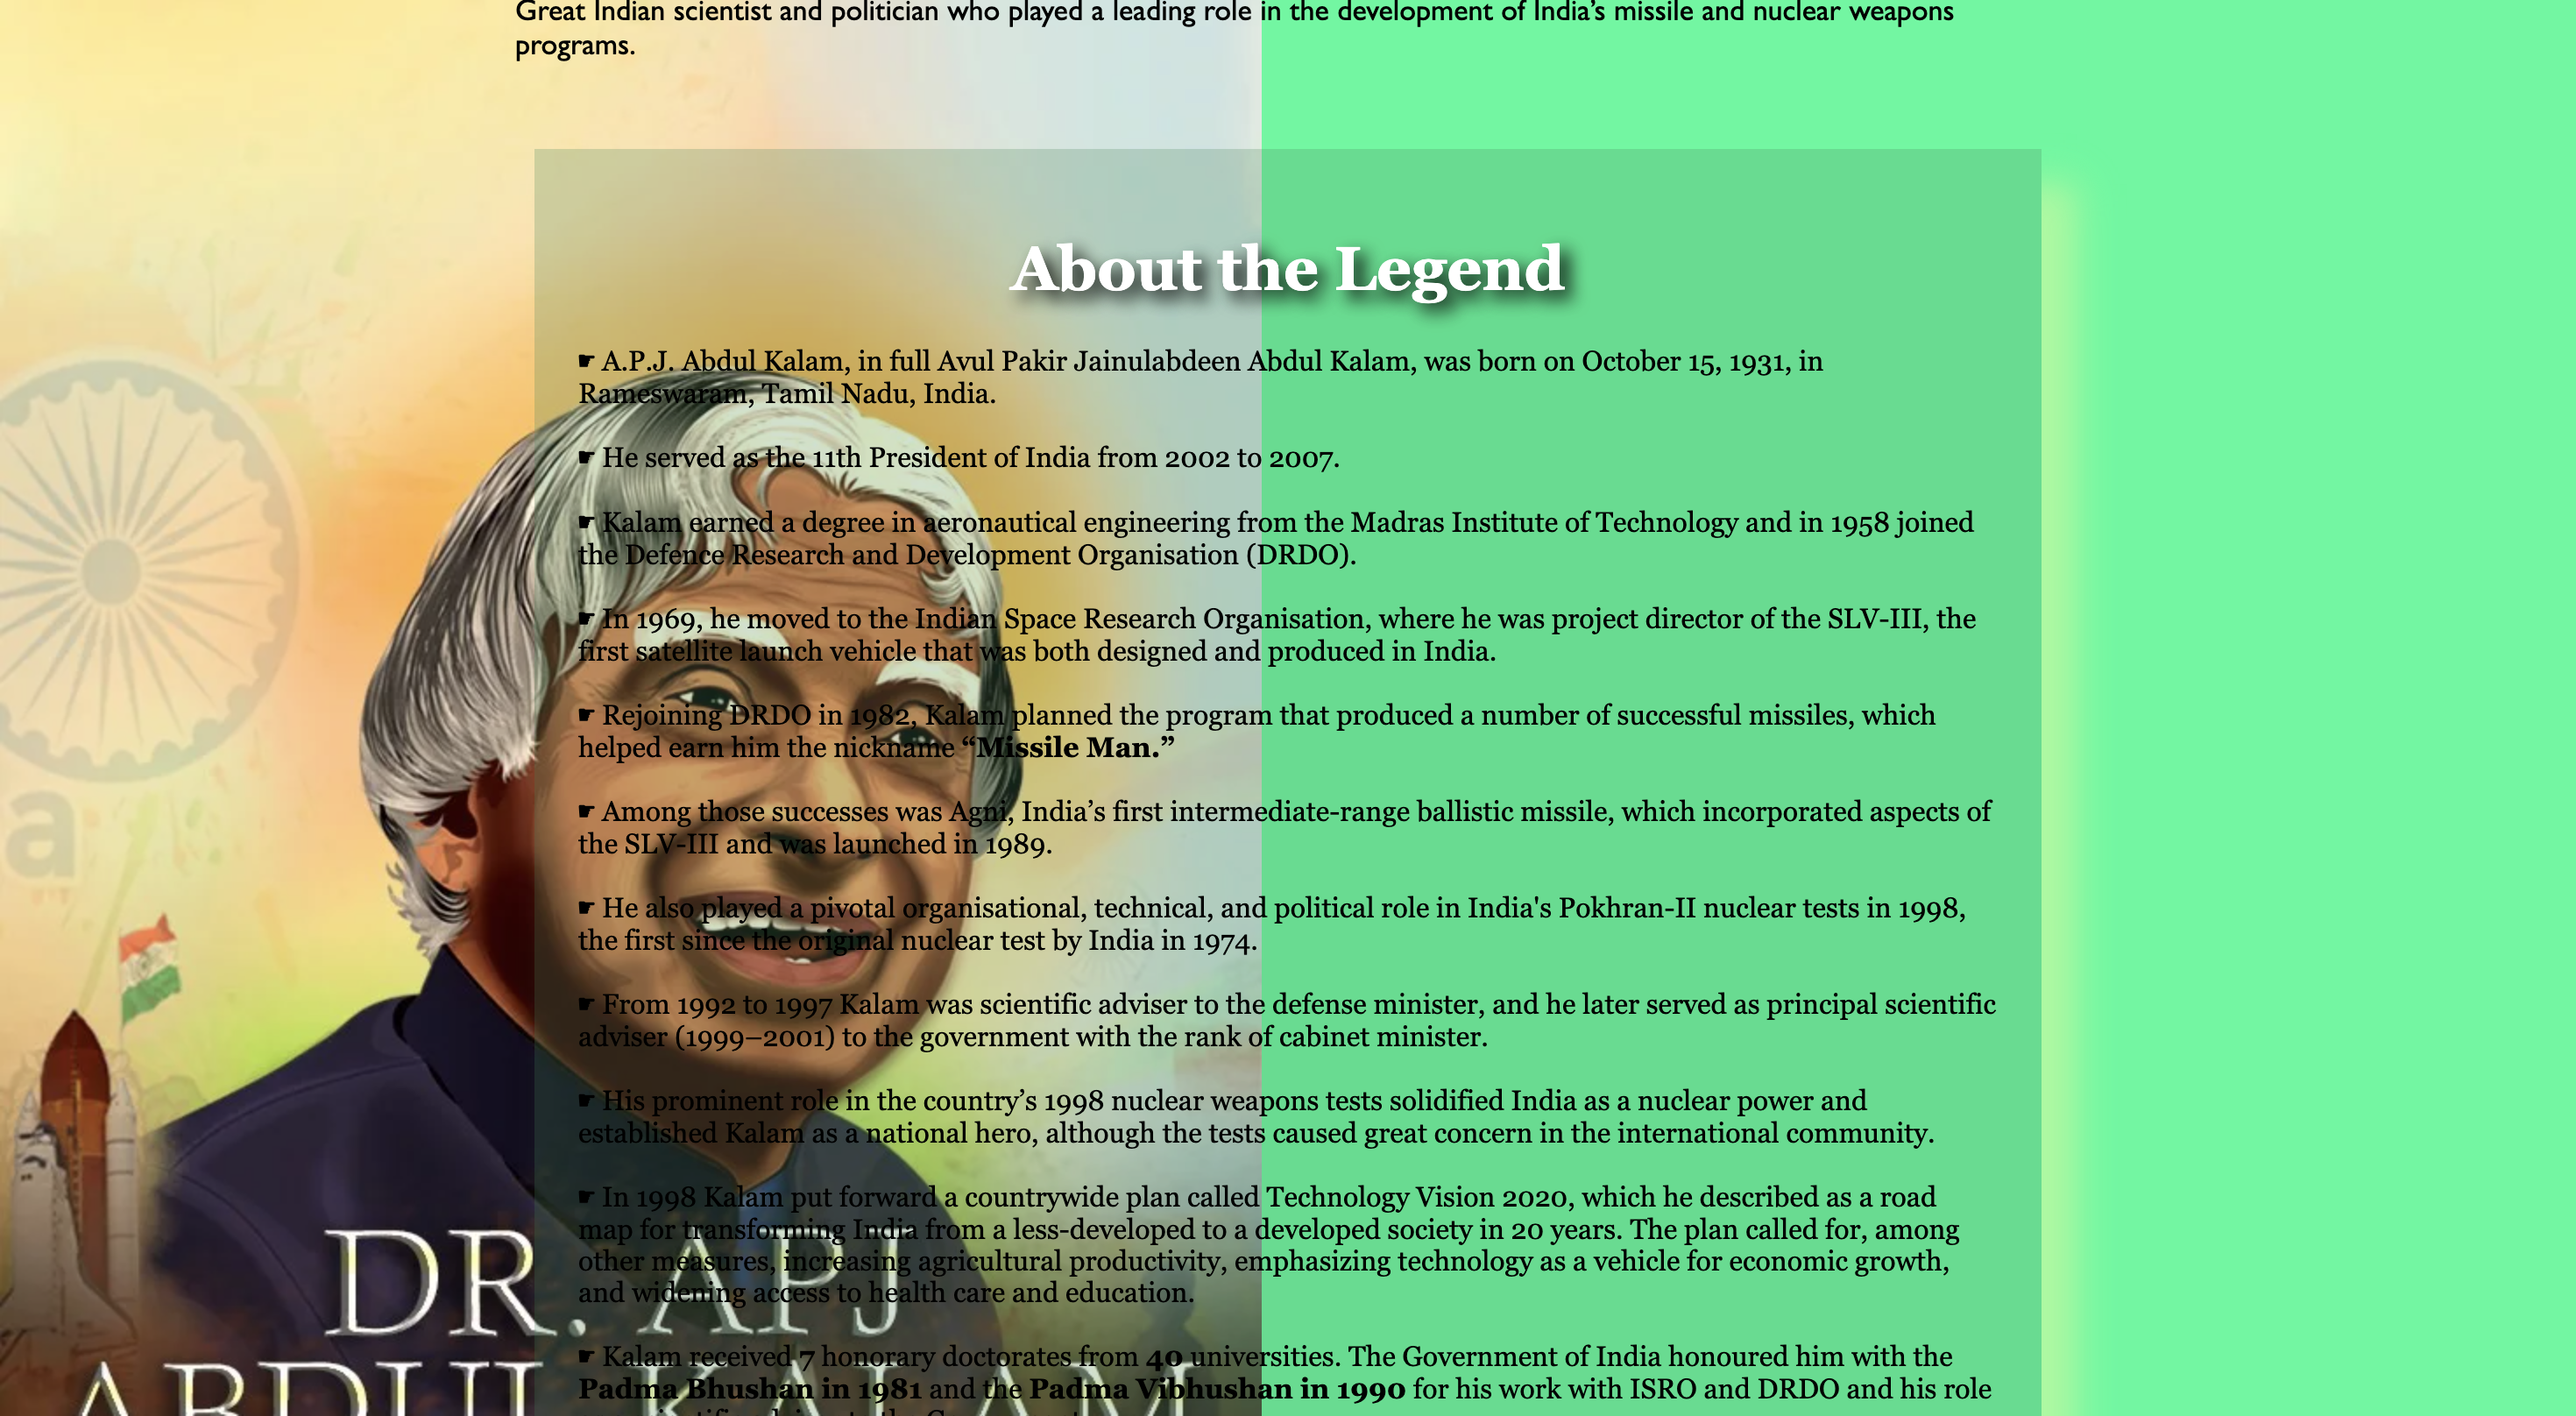 Great Indian scientist and politician who played a leading role in the development of India’s missile and nuclear weapons
programs.
About the Legend
☛ A.P.J. Abdul Kalam, in full Avul Pakir Jainulabdeen Abdul Kalam, was born on October 15, 1931, in
Rameswaram, Tamil Nadu, India.
☛ He served as the 11th President of India from 2002 to 2007.
☛ Kalam earned a degree in aeronautical engineering from the Madras Institute of Technology and in 1958 joined
the Defence Research and Development Organisation (DRDO).
☛ In 1969, he moved to the Indian Space Research Organisation, where he was project director of the SLV-III, the
first satellite launch vehicle that was both designed and produced in India.
☛ Rejoining DRDO in 1982, Kalam planned the program that produced a number of successful missiles, which
helped earn him the nickname “Missile Man.”
☛ Among those successes was Agni, India’s first intermediate-range ballistic missile, which incorporated aspects of
the SLV-III and was launched in 1989.
☛ He also played a pivotal organisational, technical, and political role in India's Pokhran-II nuclear tests in 1998,
the first since the original nuclear test by India in 1974.
☛ From 1992 to 1997 Kalam was scientific adviser to the defense minister, and he later served as principal scientific
adviser (1999–2001) to the government with the rank of cabinet minister.
☛ His prominent role in the country’s 1998 nuclear weapons tests solidified India as a nuclear power and
established Kalam as a national hero, although the tests caused great concern in the international community.
☛ In 1998 Kalam put forward a countrywide plan called Technology Vision 2020, which he described as a road
map for transforming India from a less-developed to a developed society in 20 years. The plan called for, among
other measures, increasing agricultural productivity, emphasizing technology as a vehicle for economic growth,
and widening access to health care and education.
☛ Kalam received 7 honorary doctorates from 40 universities. The Government of India honoured him with the
Padma Bhushan in 1981 and the Padma Vibhushan in 1990 for his work with ISRO and DRDO and his role
a
DR. APJ
ABDUL KALAM